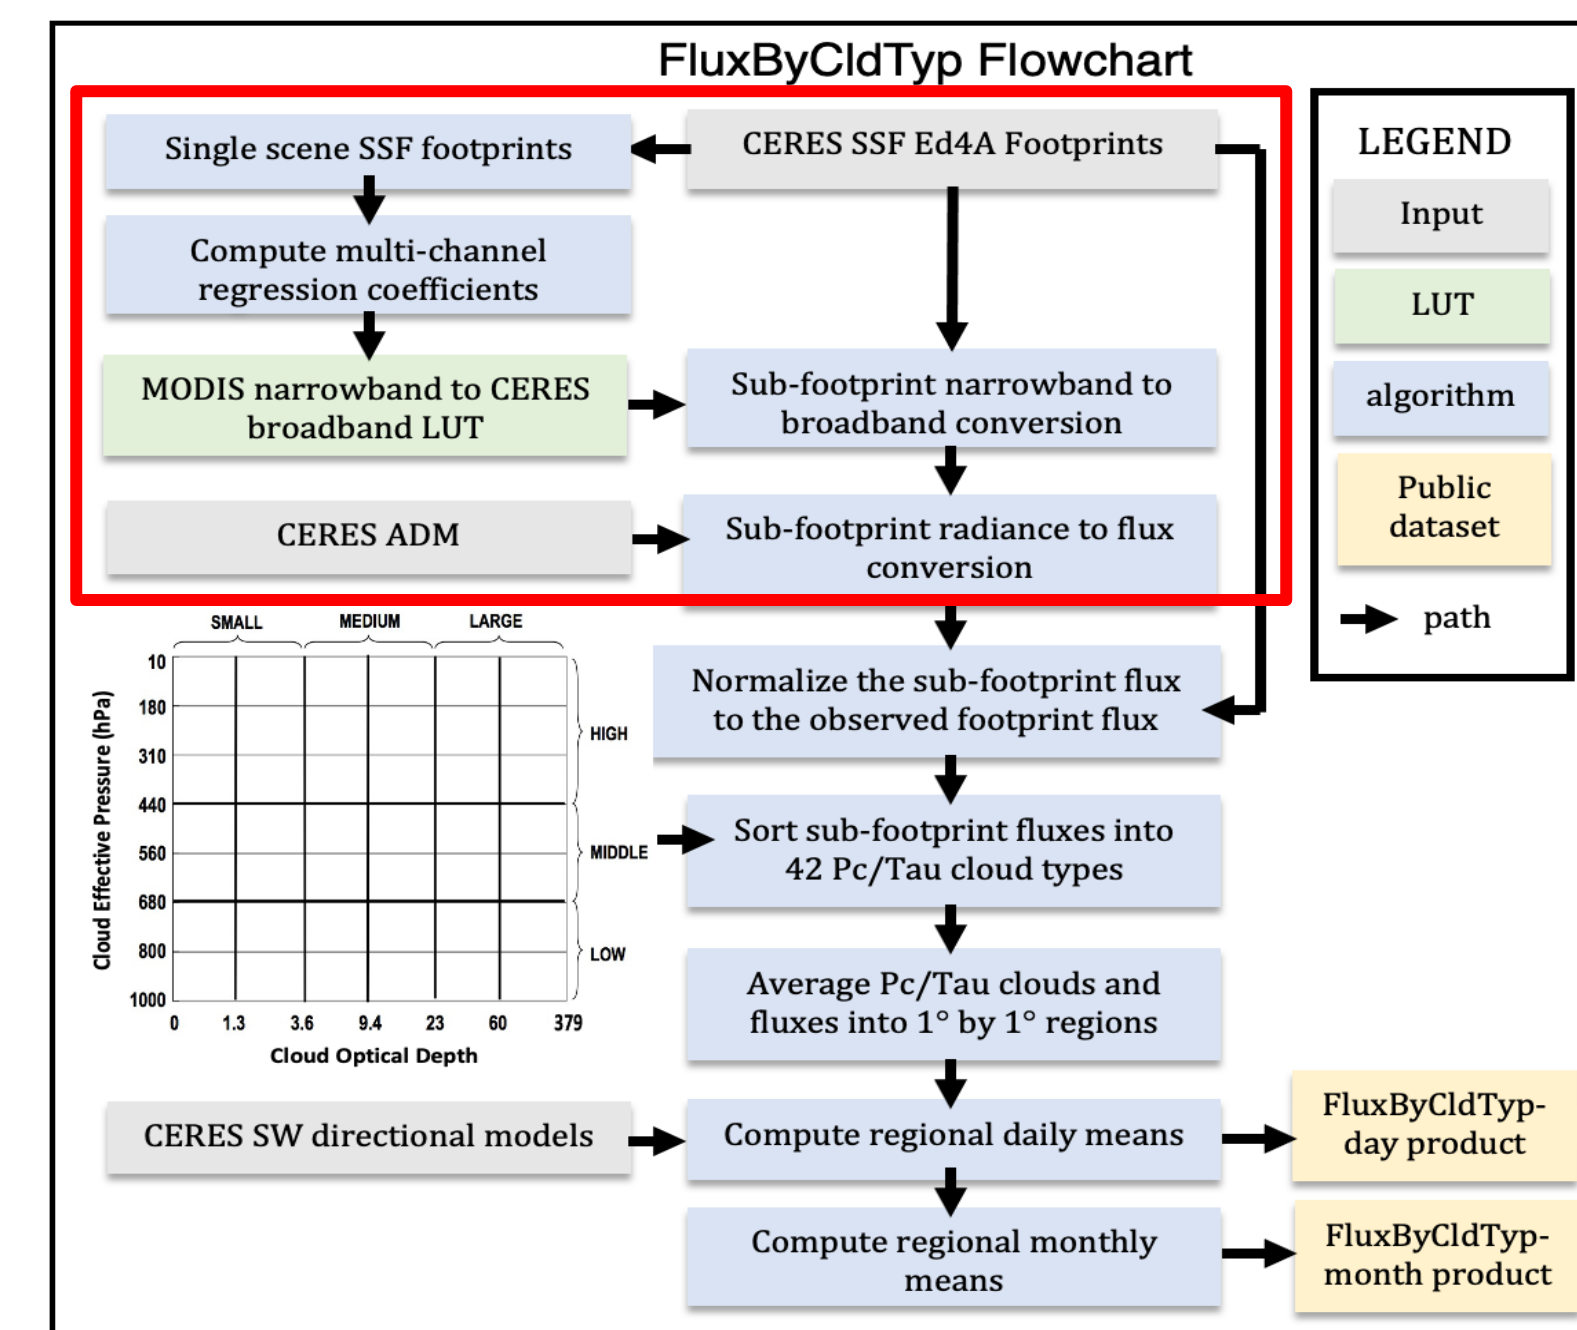 FluxByCldTyp Flowchart
Single scene SSF footprints
CERES SSF Ed4A Footprints
Compute multi-channel
regression coefficients
MODIS narrowband to CERES
broadband LUT
Sub-footprint narrowband to
broadband conversion
CERES ADM
Sub-footprint radiance to flux
conversion
LEGEND
Input
LUT
algorithm
Public
dataset
path
SMALL MEDIUM LARGE
Cloud Effective Pressure (hPa)
10
180
310
440
560
680
800
1000
HIGH
MIDDLE
LOW
0 1.3 3.6 9.4 23 60 379
Cloud Optical Depth
Normalize the sub-footprint flux
to the observed footprint flux
Sort sub-footprint fluxes into
42 Pc/Tau cloud types
Average Pc/Tau clouds and
fluxes into 1° by 1° regions
CERES SW directional models
Compute regional daily means
FluxByCldTyp-
day product
Compute regional monthly
means
FluxByCldTyp-
month product